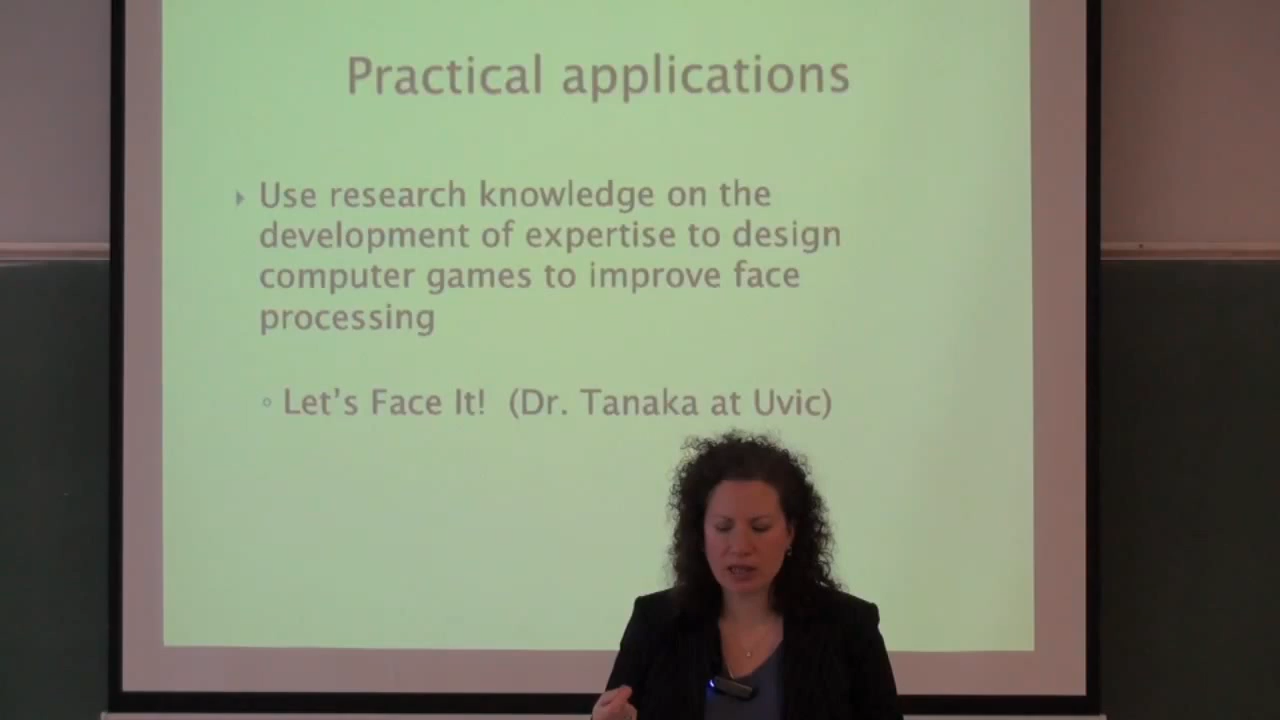 Practical applications
Use research knowledge on the
development of expertise to design
computer games to improve face
processing
Let's Face It! (Dr. Tanaka at Uvic)